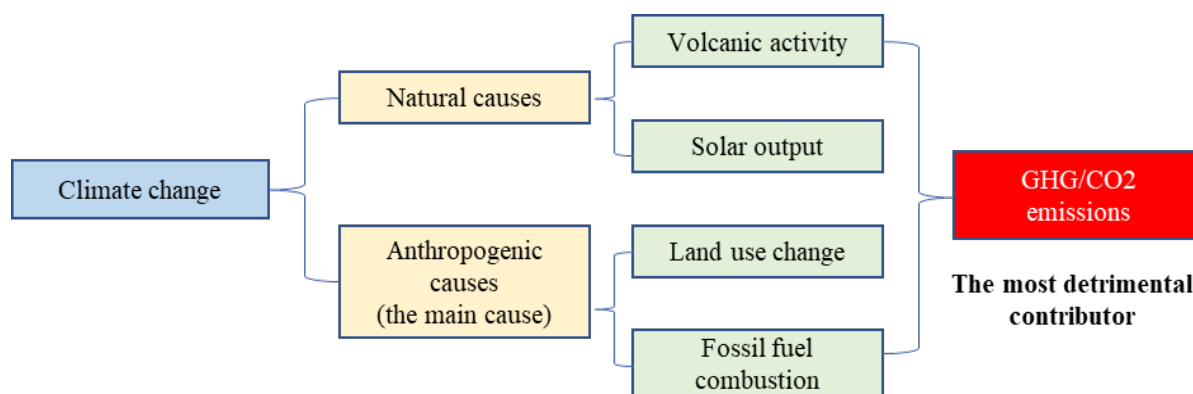 Volcanic activity
Natural causes
Solar output
Climate change
GHG/CO2
emissions
Anthropogenic
causes
(the main cause)
Land use change
The most detrimental
contributor
Fossil fuel
combustion